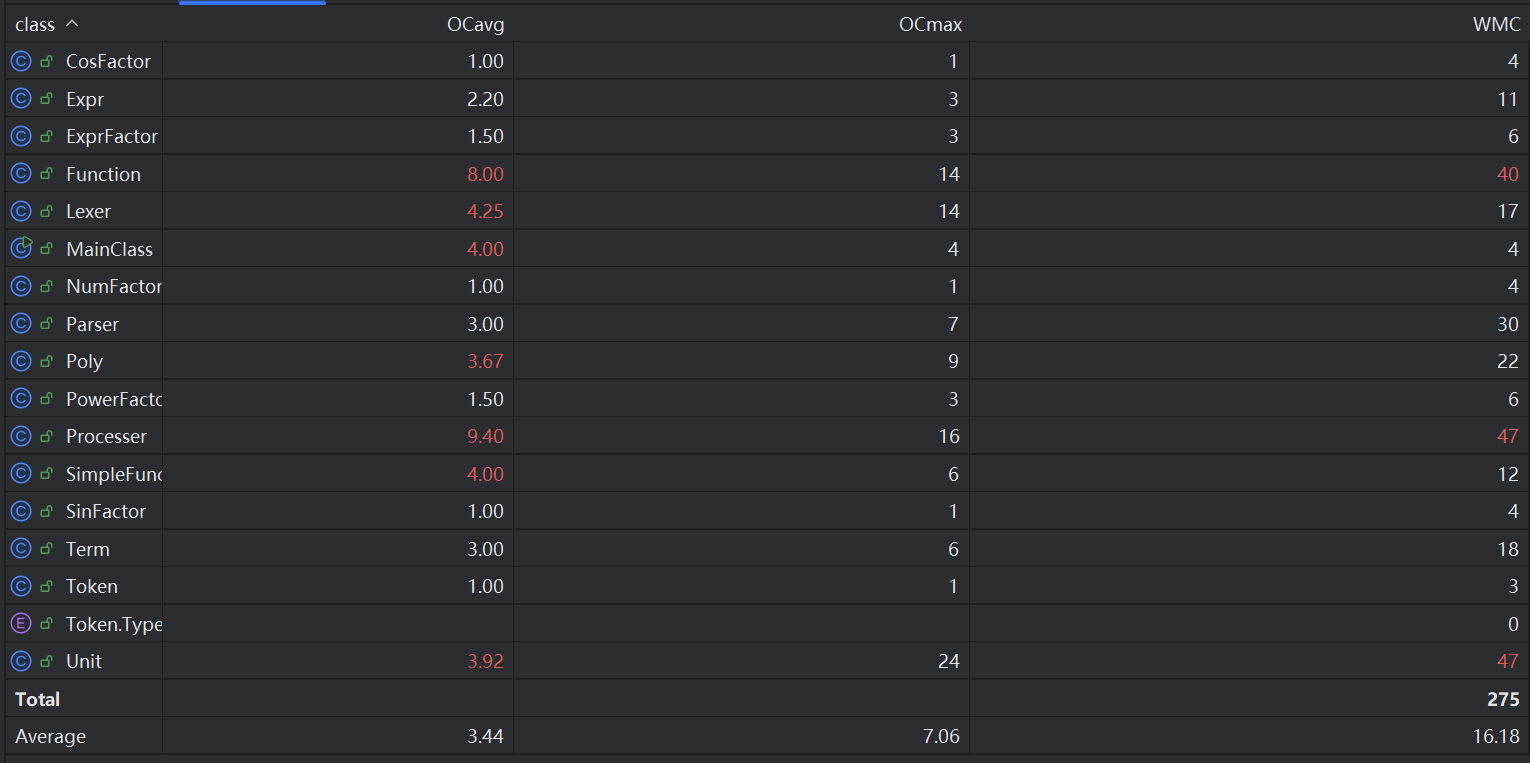 class OCavg OCmax WMC
C CosFactor 1.00 1 4
C Expr 2.20 3 11
C ExprFactor 1.50 3 6
C Function 8.00 14 40
C Lexer 4.25 14 17
C MainClass 4.00 4 4
C NumFactor 1.00 1 4
C Parser 3.00 7 30
C Poly 3.67 9 22
C PowerFacto 1.50 3 6
C Processer 9.40 16 47
C SimpleFunc 4.00 6 12
C SinFactor 1.00 1 4
C Term 3.00 6 18
C Token 1.00 1 3
E Token.Type 0
C Unit 3.92 24 47
Total 275
Average 3.44 7.06 16.18